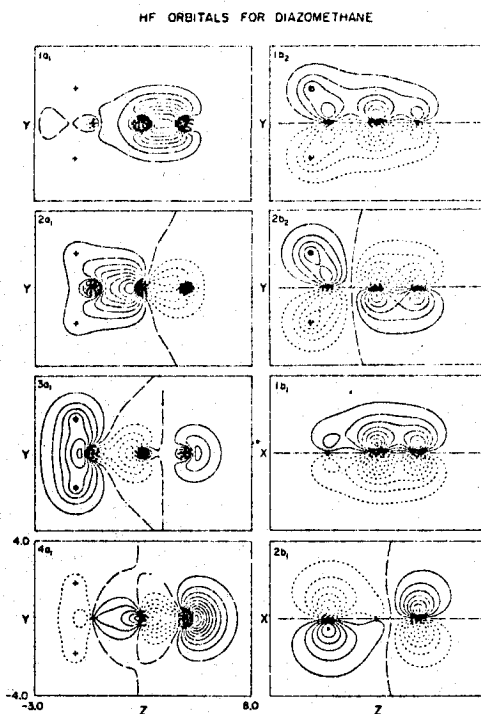 HF ORBITALS FOR DIAZOMETHANE
1a₁
Y
1b₂
Y
2a₁
Y
2b₂
Y
3a₁
Y
1b₁
X
4.0
4a₁
Y
-4.0
-3.0
Z
8.0
2b₁
X
Z